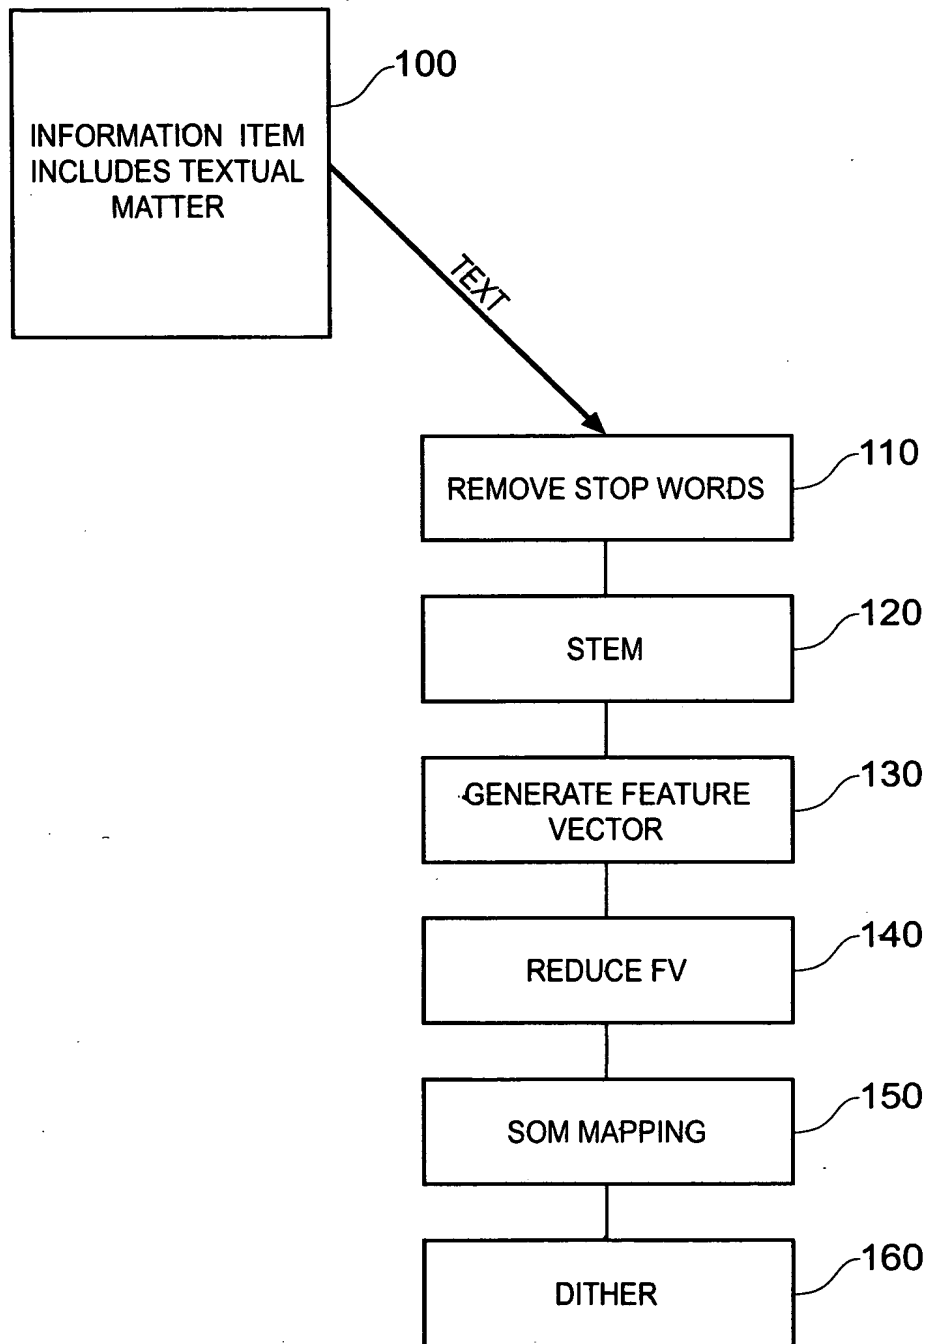 100
INFORMATION ITEM
INCLUDES TEXTUAL
MATTER
TEXT
110
REMOVE STOP WORDS
120
STEM
130
GENERATE FEATURE
VECTOR
140
REDUCE FV
150
SOM MAPPING
160
DITHER